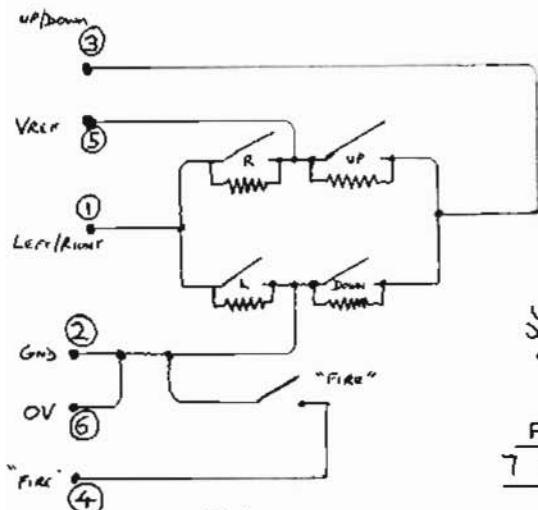 UP/DOWN
③
VREF
⑤
R
UP
①
LEFT/RIGHT
L
DOWN
②
GND
"FIRE"
0V
⑥
"FIRE"
④
7